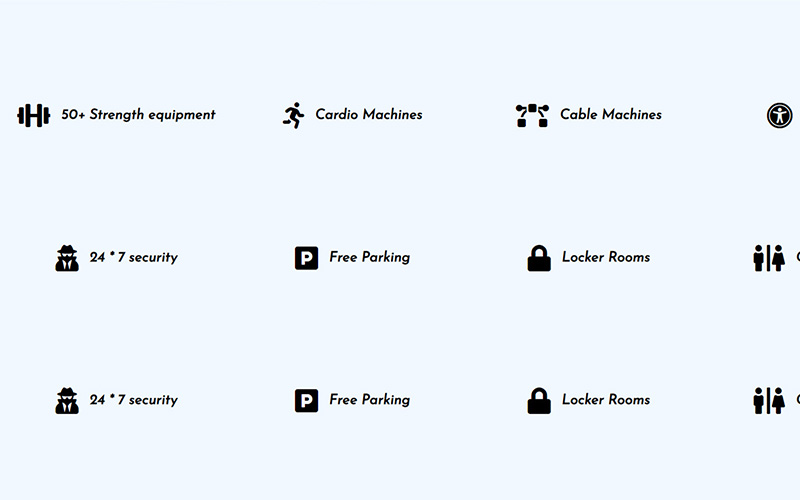 50+ Strength equipment Cardio Machines Cable Machines
24 * 7 security P Free Parking Locker Rooms
24 * 7 security P Free Parking Locker Rooms